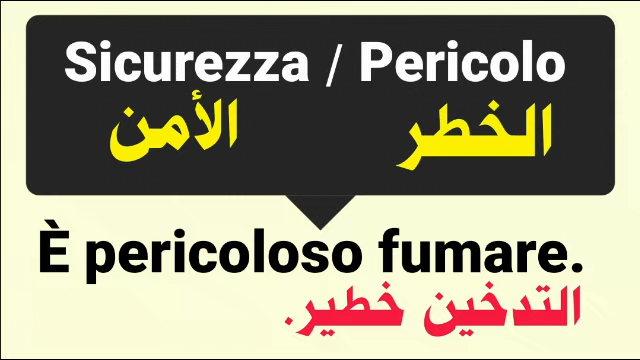 Sicurezza / Pericolo
الأمن الخطر
È pericoloso fumare.
التدخين خطير.